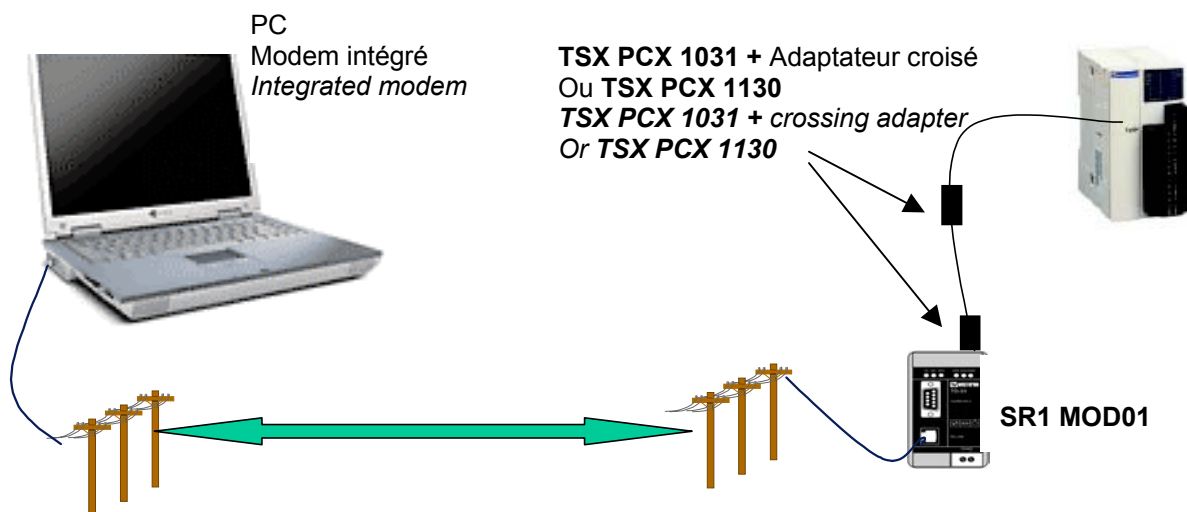 PC
Modem intégré
Integrated modem
TSX PCX 1031 + Adaptateur croisé
Ou TSX PCX 1130
TSX PCX 1031 + crossing adapter
Or TSX PCX 1130
SR1 MOD01